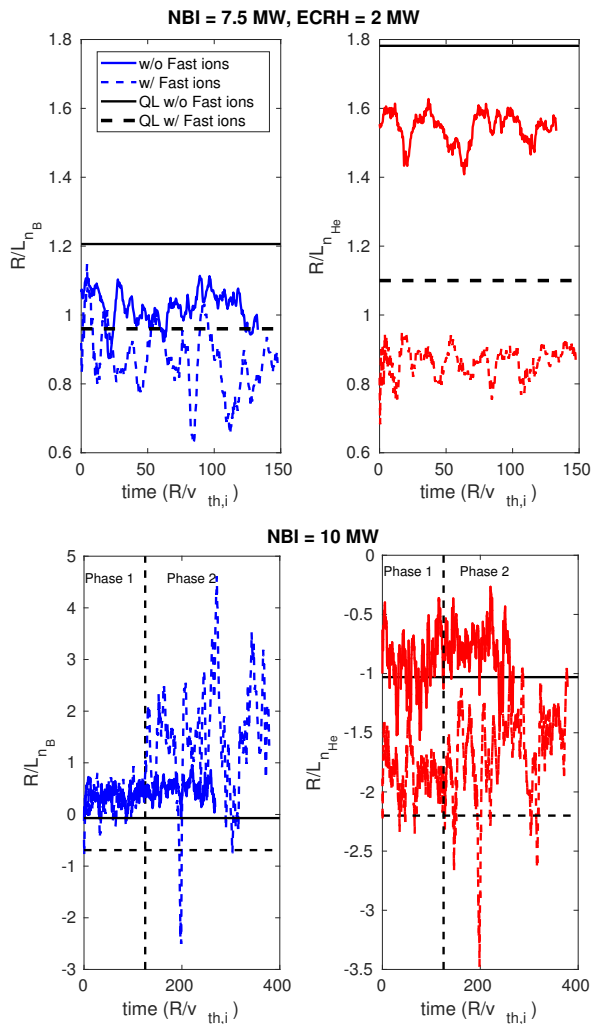 NBI = 7.5 MW, ECRH = 2 MW
1.8
1.6
1.4
1.2
1
0.8
0.6
R/L n B
w/o Fast ions
w/ Fast ions
QL w/o Fast ions
QL w/ Fast ions
0 50 100 150
time (R/v th,i )
1.8
1.6
1.4
1.2
1
0.8
0.6
R/L n He
0 50 100 150
time (R/v th,i )
NBI = 10 MW
5
4
3
2
1
0
-1
-2
-3
R/L n B
Phase 1 Phase 2
0 200 400
time (R/v th,i )
0
-0.5
-1
-1.5
-2
-2.5
-3
-3.5
R/L n He
Phase 1 Phase 2
0 200 400
time (R/v th,i )